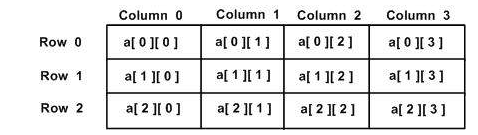 Column 0 Column 1 Column 2 Column 3
Row 0 a[ 0 ][ 0 ] a[ 0 ][ 1 ] a[ 0 ][ 2 ] a[ 0 ][ 3 ]
Row 1 a[ 1 ][ 0 ] a[ 1 ][ 1 ] a[ 1 ][ 2 ] a[ 1 ][ 3 ]
Row 2 a[ 2 ][ 0 ] a[ 2 ][ 1 ] a[ 2 ][ 2 ] a[ 2 ][ 3 ]